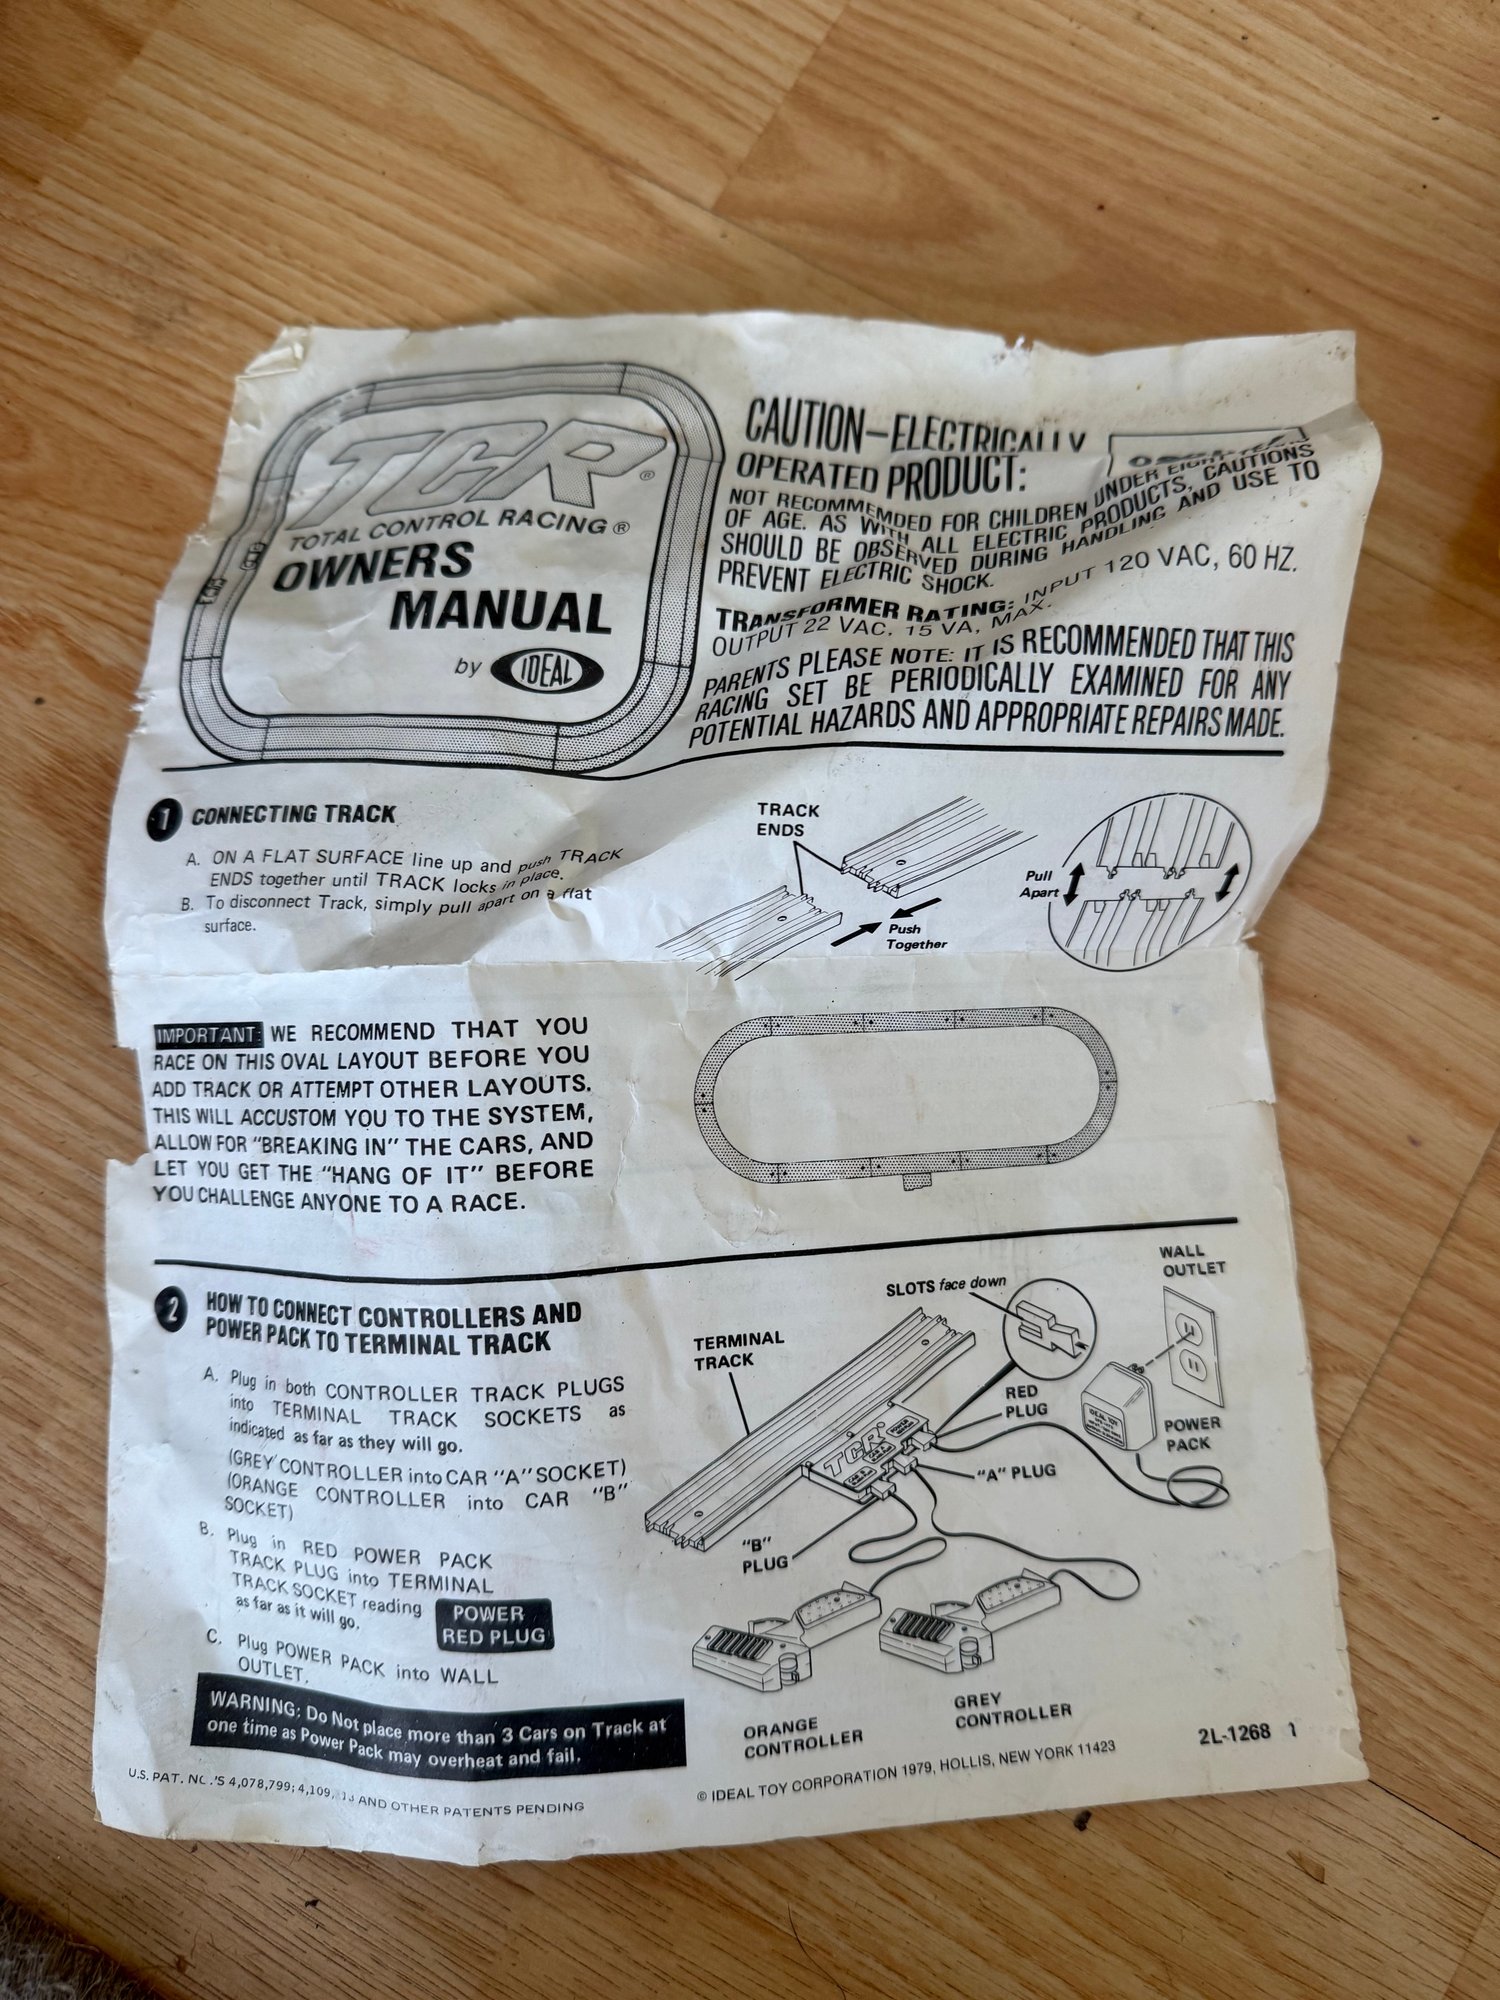 TCR®
TOTAL CONTROL RACING®
OWNERS
MANUAL
by IDEAL
CAUTION—ELECTRICALLY
OPERATED PRODUCT:
NOT RECOMMEMDED FOR CHILDREN UNDER
OF AGE. AS WITH ALL ELECTRIC PRODUCTS, CAUTIONS
SHOULD BE OBSERVED DURING HANDLING AND USE TO
PREVENT ELECTRIC SHOCK.
TRANSFORMER RATING: INPUT 120 VAC, 60 HZ.
OUTPUT 22 VAC, 15 VA, MAX.
PARENTS PLEASE NOTE: IT IS RECOMMENDED THAT THIS
RACING SET BE PERIODICALLY EXAMINED FOR ANY
POTENTIAL HAZARDS AND APPROPRIATE REPAIRS MADE.
1 CONNECTING TRACK
A. ON A FLAT SURFACE line up and push TRACK
ENDS together until TRACK locks in place.
B. To disconnect Track, simply pull apart on a flat
surface.
TRACK
ENDS
Push
Together
Pull
Apart
IMPORTANT: WE RECOMMEND THAT YOU
RACE ON THIS OVAL LAYOUT BEFORE YOU
ADD TRACK OR ATTEMPT OTHER LAYOUTS.
THIS WILL ACCUSTOM YOU TO THE SYSTEM,
ALLOW FOR "BREAKING IN" THE CARS, AND
LET YOU GET THE "HANG OF IT" BEFORE
YOU CHALLENGE ANYONE TO A RACE.
2 HOW TO CONNECT CONTROLLERS AND
POWER PACK TO TERMINAL TRACK
A. Plug in both CONTROLLER TRACK PLUGS
into TERMINAL TRACK SOCKETS as
indicated as far as they will go.
(GREY CONTROLLER into CAR "A" SOCKET)
(ORANGE CONTROLLER into CAR "B"
SOCKET)
B. Plug in RED POWER PACK
TRACK PLUG into TERMINAL
TRACK SOCKET reading
as far as it will go.
POWER
RED PLUG
C. Plug POWER PACK into WALL
OUTLET.
WARNING: Do Not place more than 3 Cars on Track at
one time as Power Pack may overheat and fail.
SLOTS face down
WALL
OUTLET
TERMINAL
TRACK
RED
PLUG
TCR
IDEAL TOY
POWER
PACK
"A" PLUG
"B"
PLUG
ORANGE
CONTROLLER
GREY
CONTROLLER
2L-1268 1
U.S. PAT. NO.'S 4,078,799; 4,109, AND OTHER PATENTS PENDING
© IDEAL TOY CORPORATION 1979, HOLLIS, NEW YORK 11423